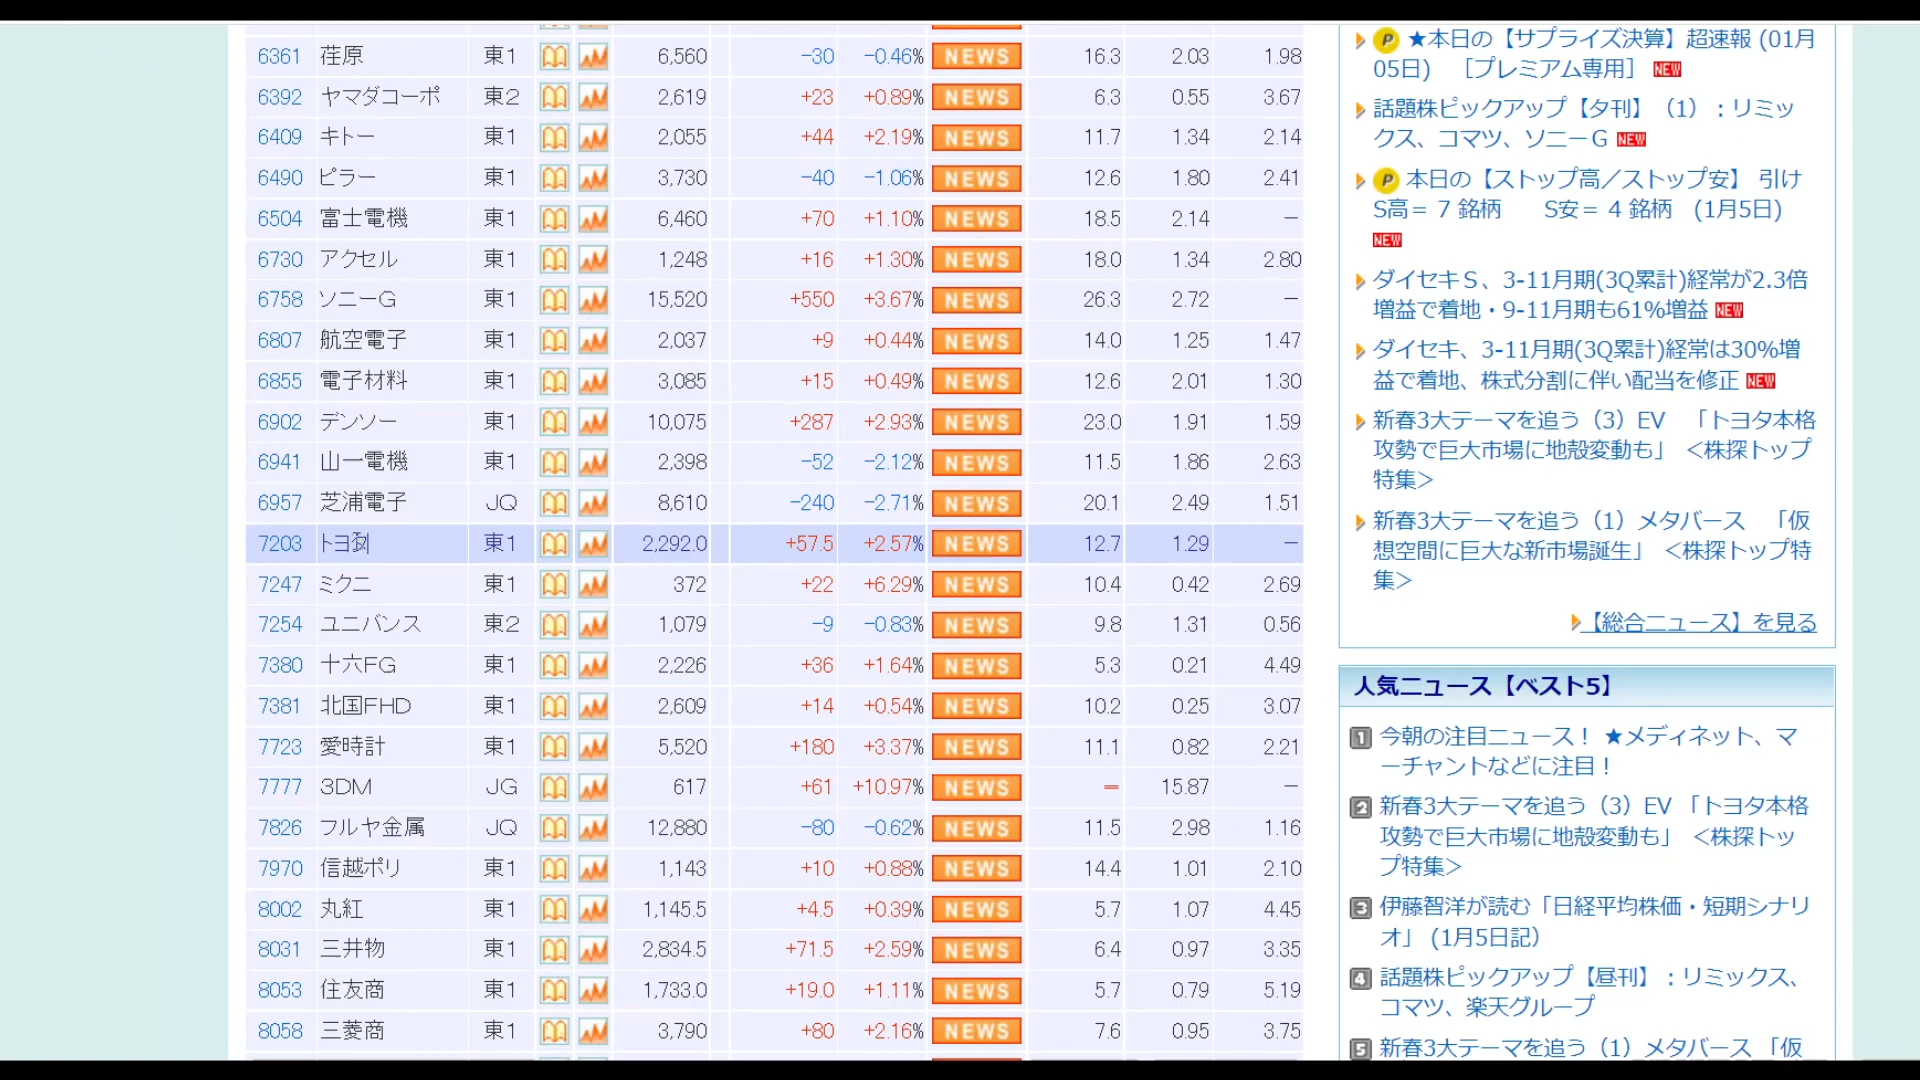 6361 荏原 東1 6,560 −30 −0.46% NEWS 16.3 2.03 1.98
6392 ヤマダコーポ 東2 2,619 +23 +0.89% NEWS 6.3 0.55 3.67
6409 キトー 東1 2,055 +44 +2.19% NEWS 11.7 1.34 2.14
6490 ピラー 東1 3,730 −40 −1.06% NEWS 12.6 1.80 2.41
6504 富士電機 東1 6,460 +70 +1.10% NEWS 18.5 2.14 −
6730 アクセル 東1 1,248 +16 +1.30% NEWS 18.0 1.34 2.80
6758 ソニーG 東1 15,520 +550 +3.67% NEWS 26.3 2.72 −
6807 航空電子 東1 2,037 +9 +0.44% NEWS 14.0 1.25 1.47
6855 電子材料 東1 3,085 +15 +0.49% NEWS 12.6 2.01 1.30
6902 デンソー 東1 10,075 +287 +2.93% NEWS 23.0 1.91 1.59
6941 山一電機 東1 2,398 −52 −2.12% NEWS 11.5 1.86 2.63
6957 芝浦電子 JQ 8,610 −240 −2.71% NEWS 20.1 2.49 1.51
7203 トヨタ 東1 2,292.0 +57.5 +2.57% NEWS 12.7 1.29 −
7247 ミクニ 東1 372 +22 +6.29% NEWS 10.4 0.42 2.69
7254 ユニバンス 東2 1,079 −9 −0.83% NEWS 9.8 1.31 0.56
7380 十六FG 東1 2,226 +36 +1.64% NEWS 5.3 0.21 4.49
7381 北国FHD 東1 2,609 +14 +0.54% NEWS 10.2 0.25 3.07
7723 愛時計 東1 5,520 +180 +3.37% NEWS 11.1 0.82 2.21
7777 3DM JG 617 +61 +10.97% NEWS − 15.87 −
7826 フルヤ金属 JQ 12,880 −80 −0.62% NEWS 11.5 2.98 1.16
7970 信越ポリ 東1 1,143 +10 +0.88% NEWS 14.4 1.01 2.10
8002 丸紅 東1 1,145.5 +4.5 +0.39% NEWS 5.7 1.07 4.45
8031 三井物 東1 2,834.5 +71.5 +2.59% NEWS 6.4 0.97 3.35
8053 住友商 東1 1,733.0 +19.0 +1.11% NEWS 5.7 0.79 5.19
8058 三菱商 東1 3,790 +80 +2.16% NEWS 7.6 0.95 3.75
P ★本日の【サプライズ決算】超速報 (01月
05日) ［プレミアム専用］ NEW
話題株ピックアップ【夕刊】（1）：リミッ
クス、コマツ、ソニーＧ NEW
P 本日の【ストップ高／ストップ安】 引け
S高＝ 7 銘柄 S安＝ 4 銘柄 (1月5日)
NEW
ダイセキＳ、3-11月期(3Q累計)経常が2.3倍
増益で着地・9-11月期も61%増益 NEW
ダイセキ、3-11月期(3Q累計)経常は30%増
益で着地、株式分割に伴い配当を修正 NEW
新春3大テーマを追う（3）EV 「トヨタ本格
攻勢で巨大市場に地殻変動も」 ＜株探トップ
特集＞
新春3大テーマを追う（1）メタバース 「仮
想空間に巨大な新市場誕生」 ＜株探トップ特
集＞
【総合ニュース】を見る
人気ニュース【ベスト5】
1 今朝の注目ニュース！ ★メディネット、マ
ーチャントなどに注目！
2 新春3大テーマを追う（3）EV 「トヨタ本格
攻勢で巨大市場に地殻変動も」 ＜株探トッ
プ特集＞
3 伊藤智洋が読む「日経平均株価・短期シナリ
オ」 (1月5日記)
4 話題株ピックアップ【昼刊】：リミックス、
コマツ、楽天グループ
5 新春3大テーマを追う（1）メタバース 「仮